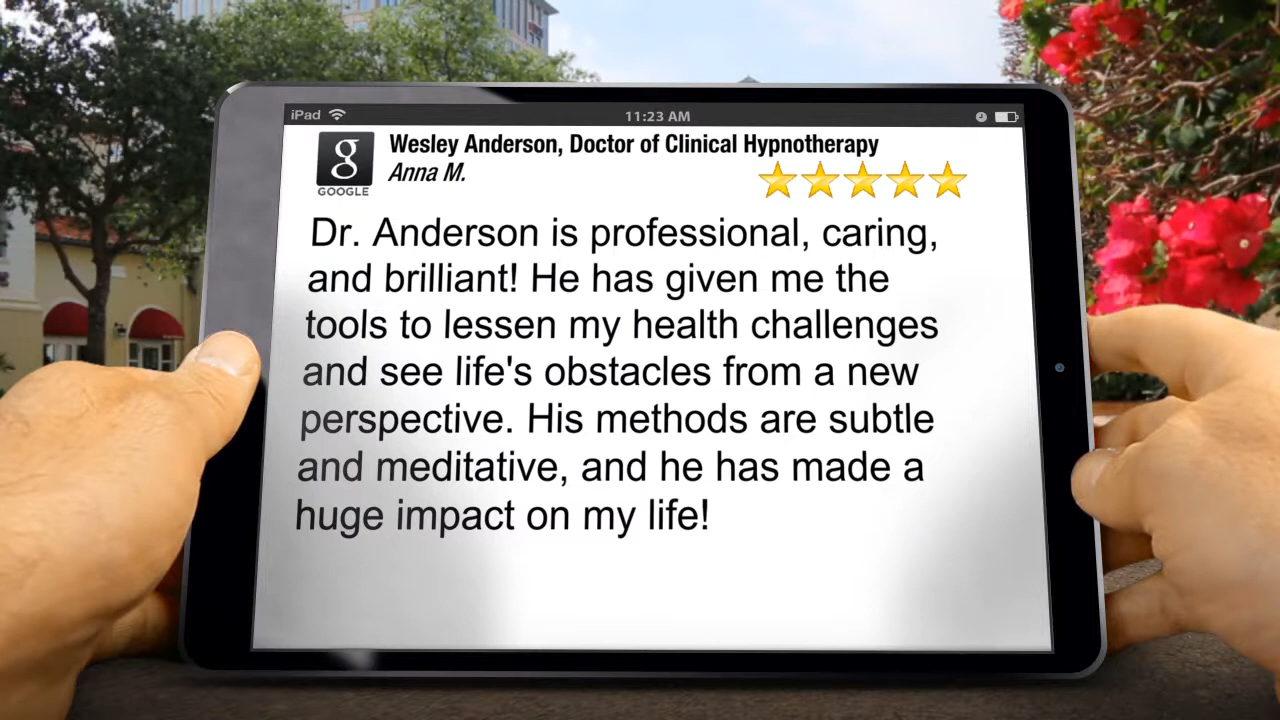 iPad
11:23 AM
g
GOOGLE
Wesley Anderson, Doctor of Clinical Hypnotherapy
Anna M.
Dr. Anderson is professional, caring,
and brilliant! He has given me the
tools to lessen my health challenges
and see life's obstacles from a new
perspective. His methods are subtle
and meditative, and he has made a
huge impact on my life!